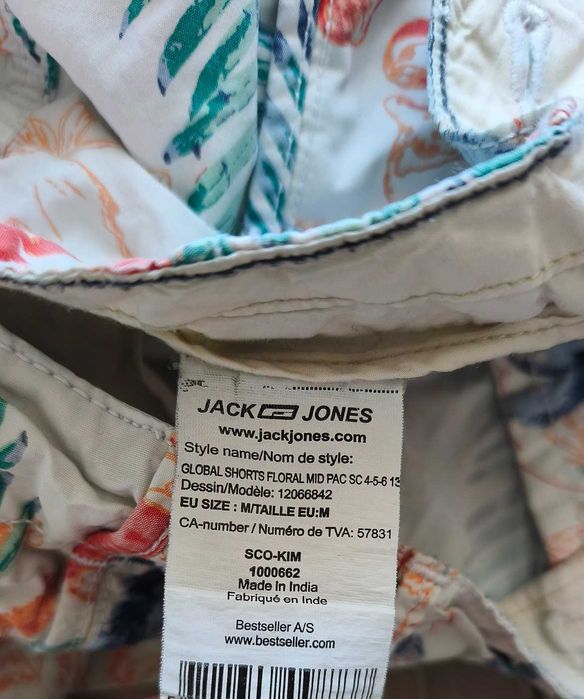 JACK JONES
www.jackjones.com
Style name/Nom de style:
GLOBAL SHORTS FLORAL MID PAC SC 4-5-6 13
Dessin/Modèle: 12066842
EU SIZE : M/TAILLE EU:M
CA-number / Numéro de TVA: 57831
SCO-KIM
1000662
Made In India
Fabriqué en Inde
Bestseller A/S
www.bestseller.com